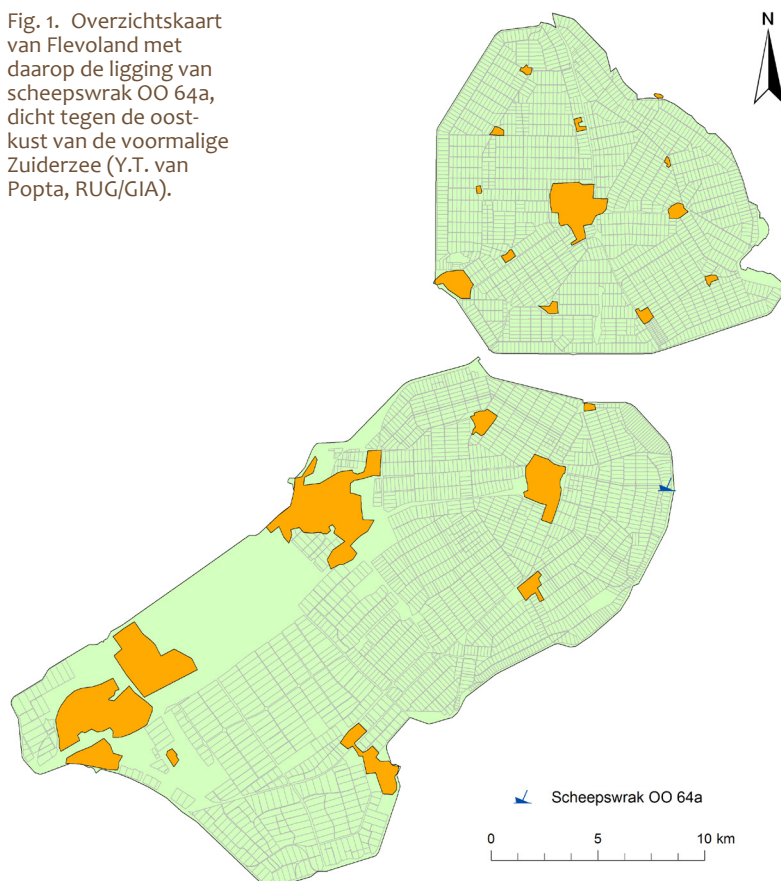 Fig. 1. Overzichtskaart
van Flevoland met
daarop de ligging van
scheepswrak OO 64a,
dicht tegen de oost-
kust van de voormalige
Zuiderzee (Y.T. van
Popta, RUG/GIA).
N
Scheepswrak OO 64a
0 5 10 km